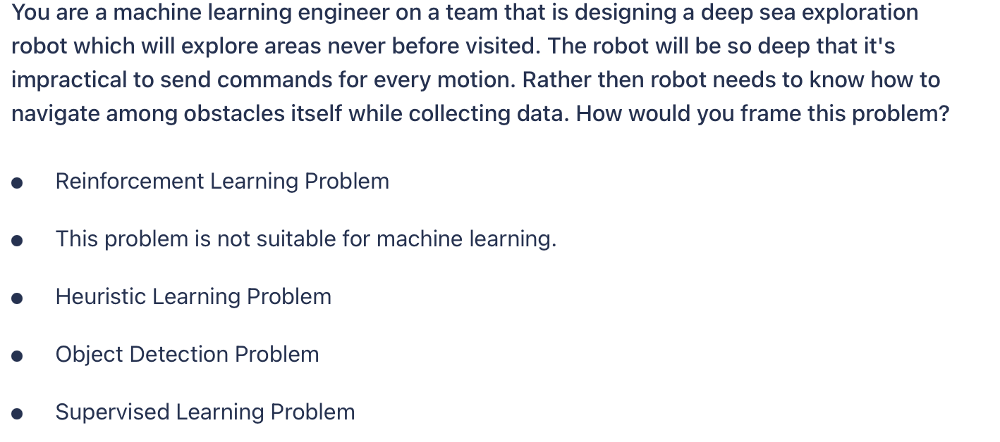 You are a machine learning engineer on a team that is designing a deep sea exploration
robot which will explore areas never before visited. The robot will be so deep that it's
impractical to send commands for every motion. Rather then robot needs to know how to
navigate among obstacles itself while collecting data. How would you frame this problem?
● Reinforcement Learning Problem
● This problem is not suitable for machine learning.
● Heuristic Learning Problem
● Object Detection Problem
● Supervised Learning Problem